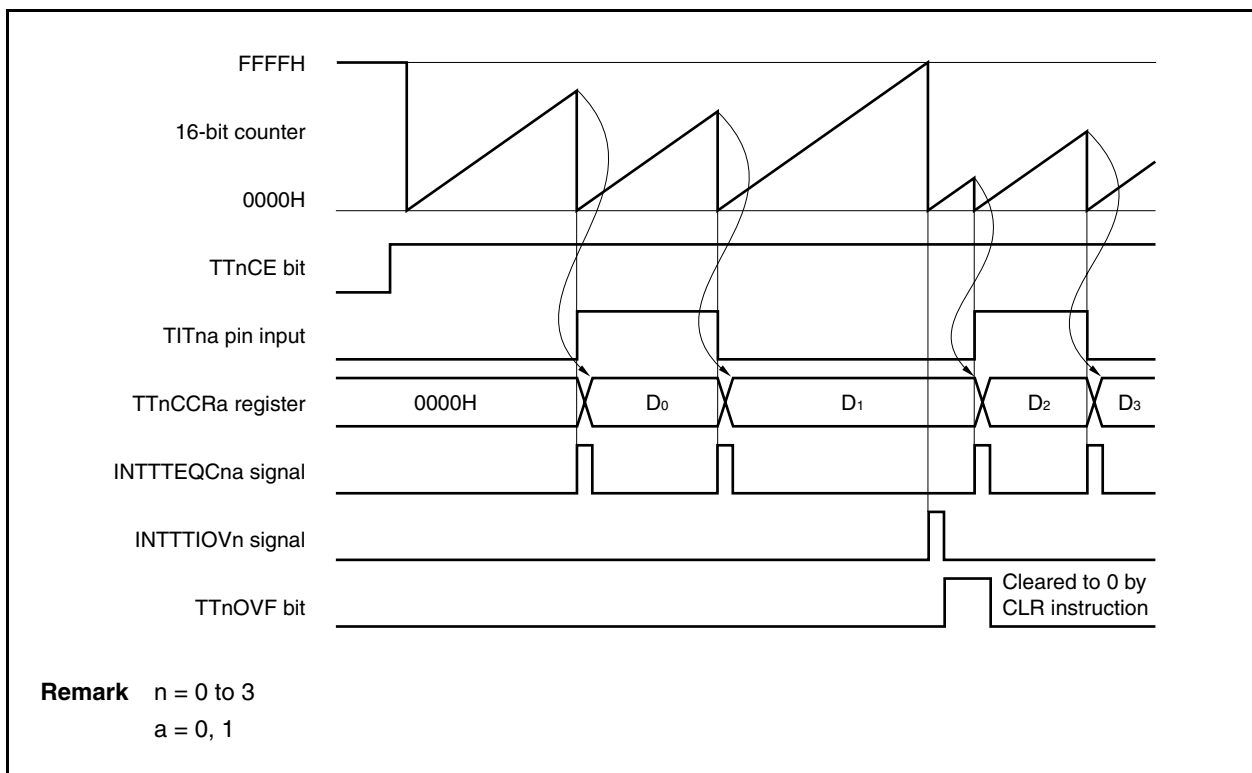 FFFFH
16-bit counter
0000H
TTnCE bit
TITna pin input
TTnCCRa register
0000H
D0
D1
D2
D3
INTTTEQCna signal
INTTTIOVn signal
TTnOVF bit
Cleared to 0 by
CLR instruction
Remark n = 0 to 3
a = 0, 1